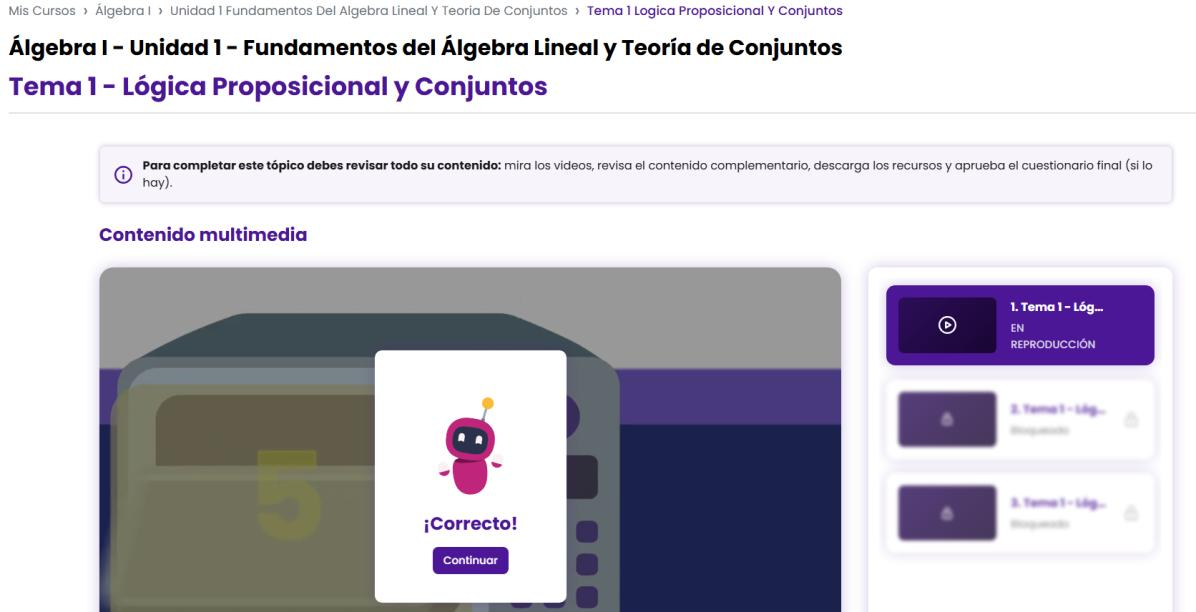 Mis Cursos › Álgebra I › Unidad 1 Fundamentos Del Algebra Lineal Y Teoria De Conjuntos › Tema 1 Logica Proposicional Y Conjuntos
Álgebra I - Unidad 1 - Fundamentos del Álgebra Lineal y Teoría de Conjuntos
Tema 1 - Lógica Proposicional y Conjuntos
Para completar este tópico debes revisar todo su contenido: mira los videos, revisa el contenido complementario, descarga los recursos y aprueba el cuestionario final (si lo
hay).
Contenido multimedia
5
¡Correcto!
Continuar
1. Tema 1 - Lóg...
EN
REPRODUCCIÓN
2. Tema 1 - Lóg...
Bloqueado
3. Tema 1 - Lóg...
Bloqueado